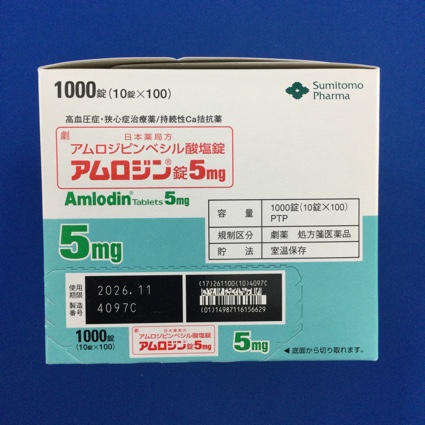 1000錠(10錠×100)
Sumitomo
Pharma
高血圧症・狭心症治療薬/持続性Ca拮抗薬
劇
日本薬局方
アムロジピンベシル酸塩錠
アムロジン®錠5mg
Amlodin® Tablets 5mg
容 量 1000錠(10錠×100)
PTP
規制区分 劇薬 処方箋医薬品
貯 法 室温保存
5mg
使用
期限 2026.11
製造
番号 4097C
(17)261100(10)4097C
(01)14987116156629
1000錠
(10錠×100)
劇 日本薬局方
アムロジピンベシル酸塩錠
アムロジン®錠5mg
5mg
◀底面から切り取れます。